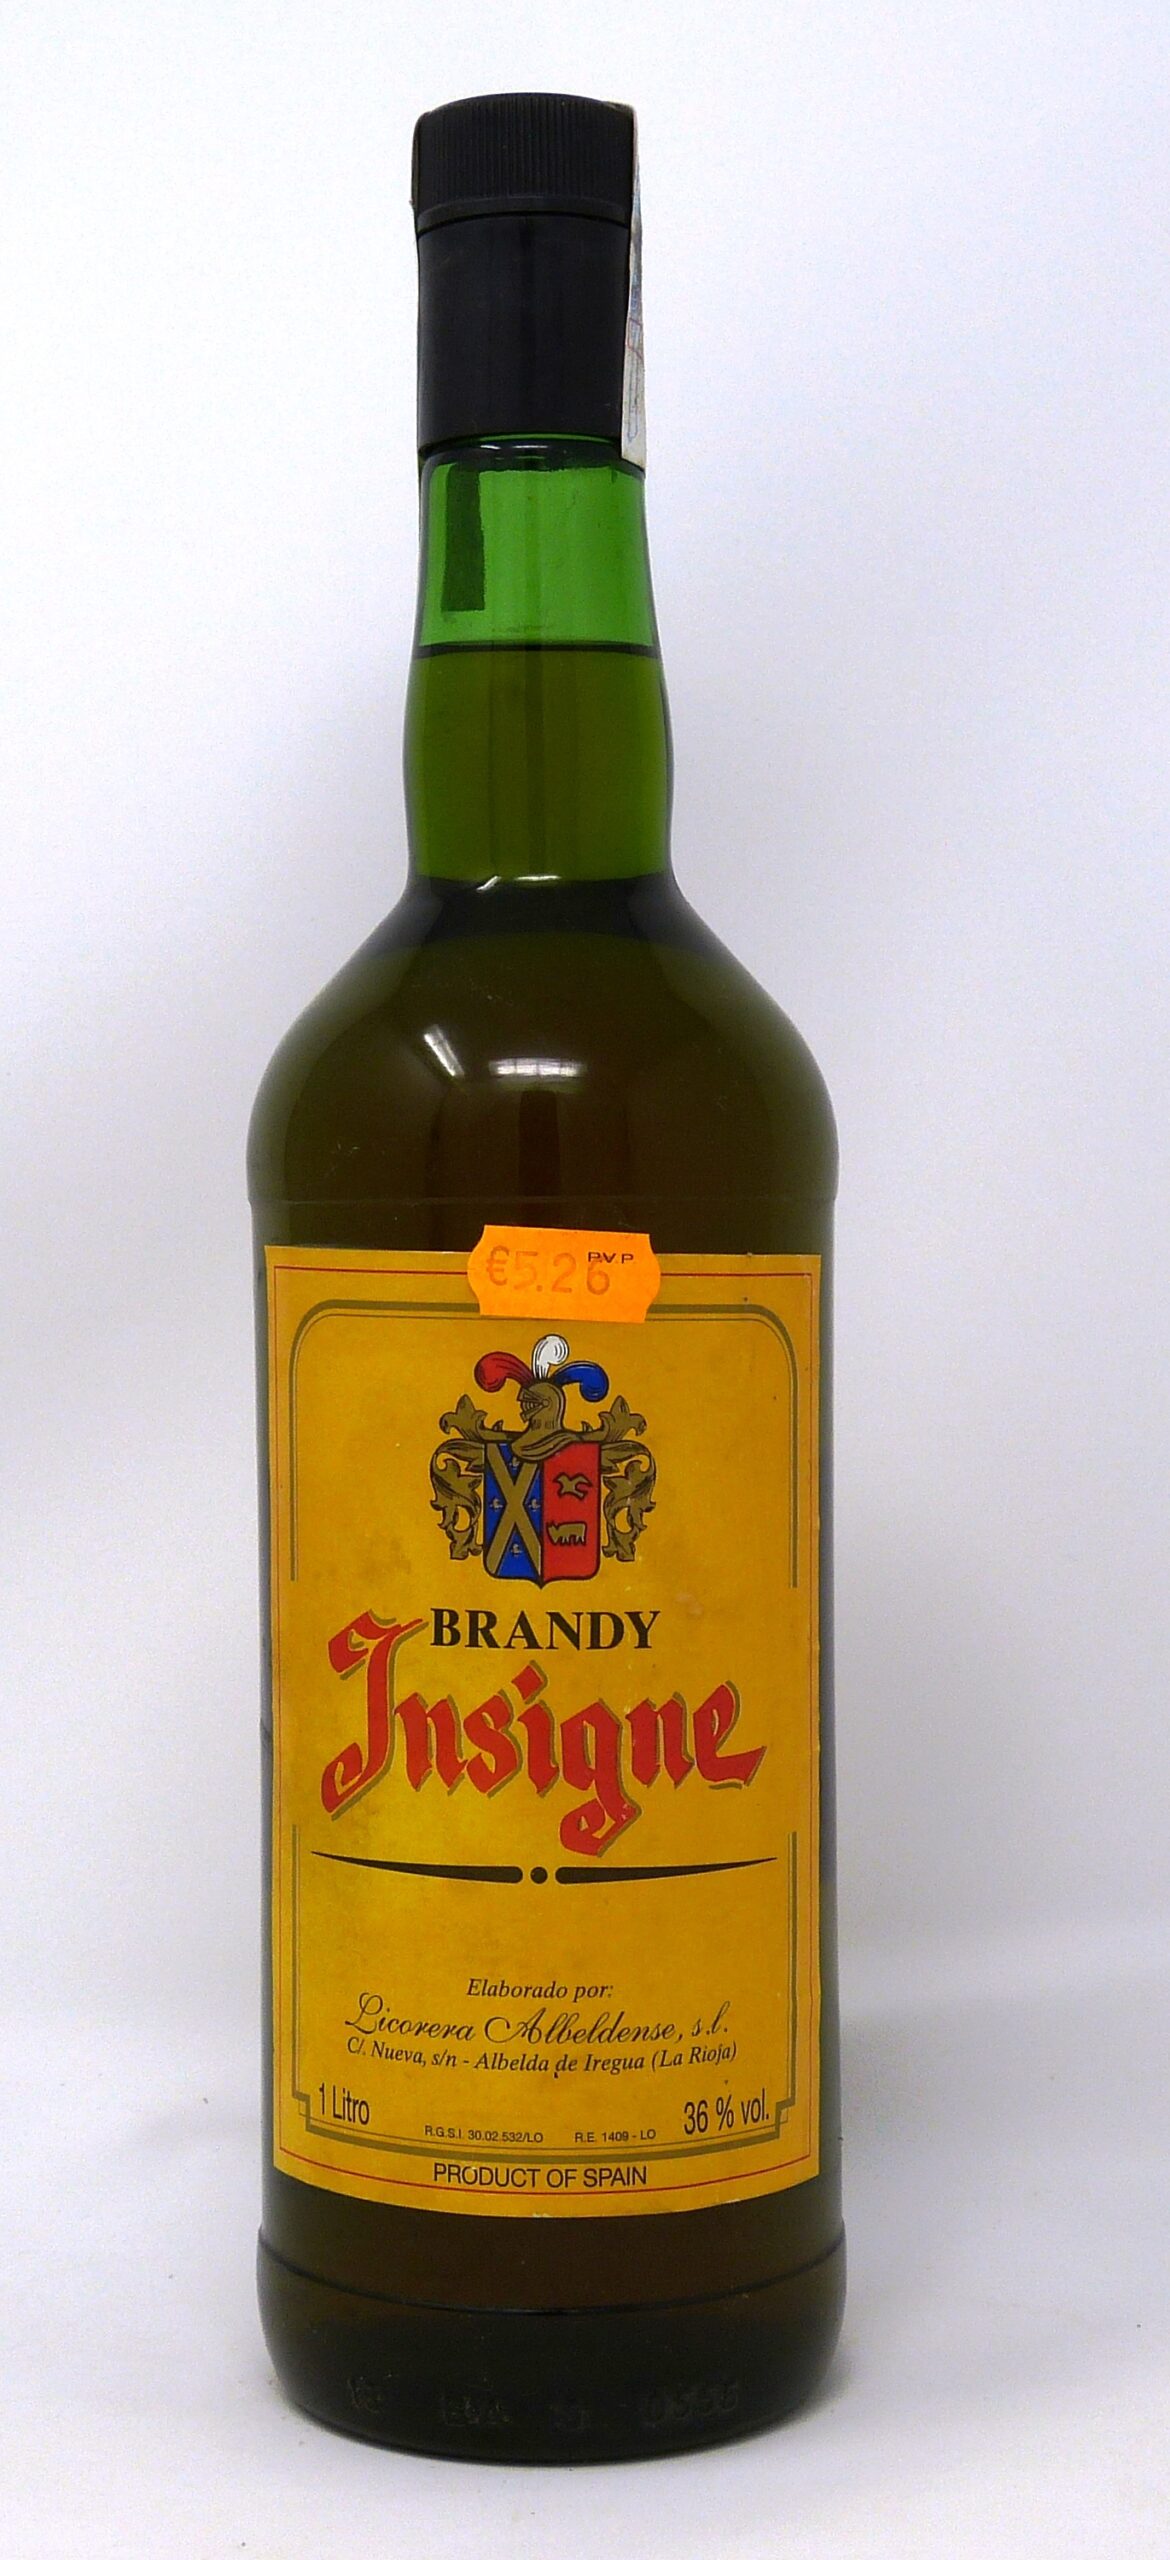 €5.26 P.V.P
BRANDY
Insigne
Elaborado por:
Licorera Albeldense, s.l.
C/. Nueva, s/n - Albelda de Iregua (La Rioja)
1 Litro
36 % vol.
R.G.S.I. 30.02.532/LO R.E. 1409 - LO
PRODUCT OF SPAIN